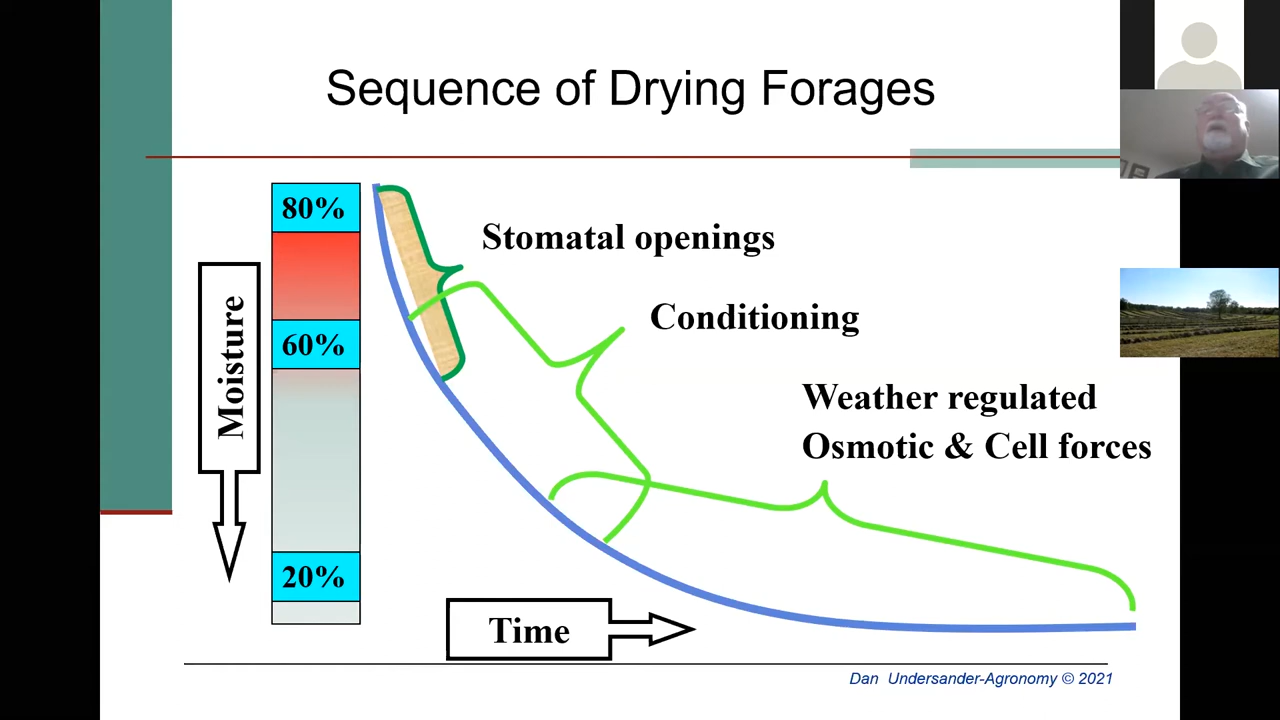 Sequence of Drying Forages
80%
Stomatal openings
Moisture
Conditioning
60%
Weather regulated
Osmotic & Cell forces
20%
Time
Dan Undersander-Agronomy © 2021